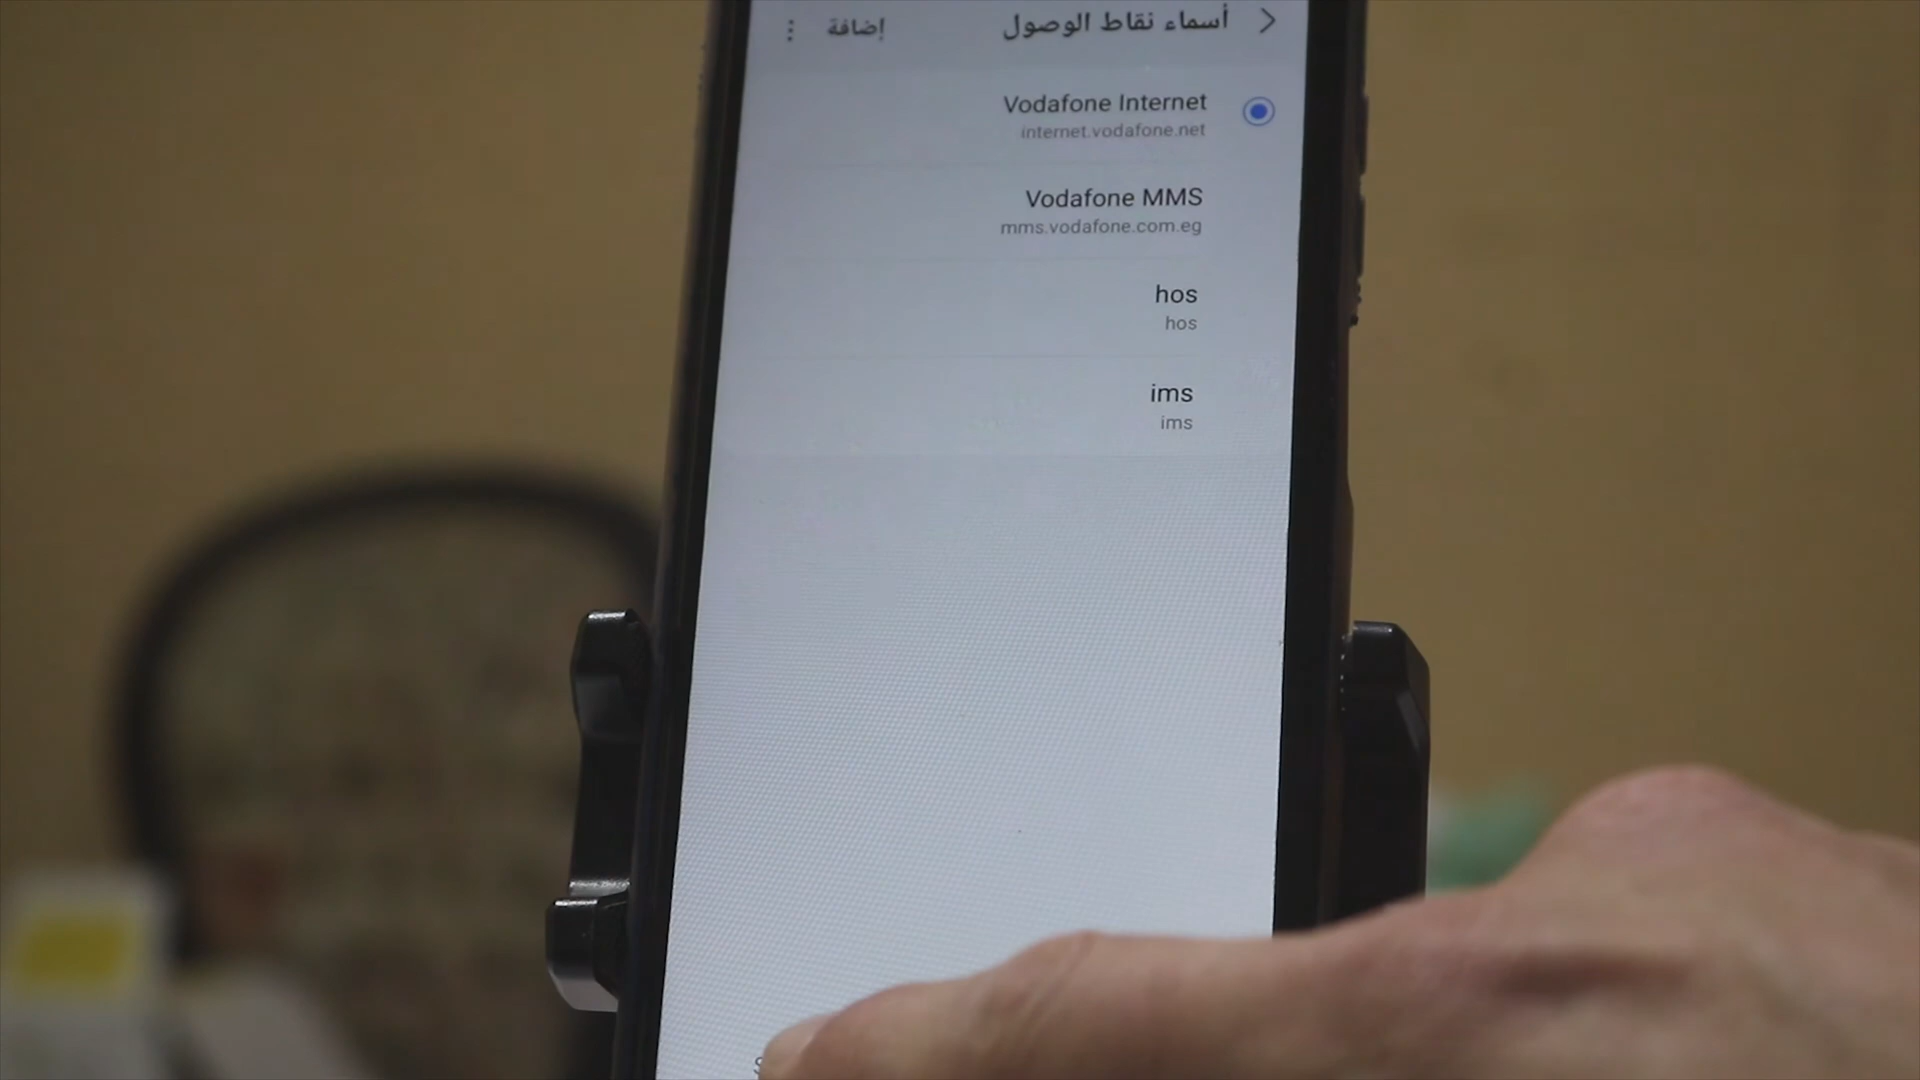 أسماء نقاط الوصول
إضافة
Vodafone Internet
internet.vodafone.net
Vodafone MMS
mms.vodafone.com.eg
hos
hos
ims
ims